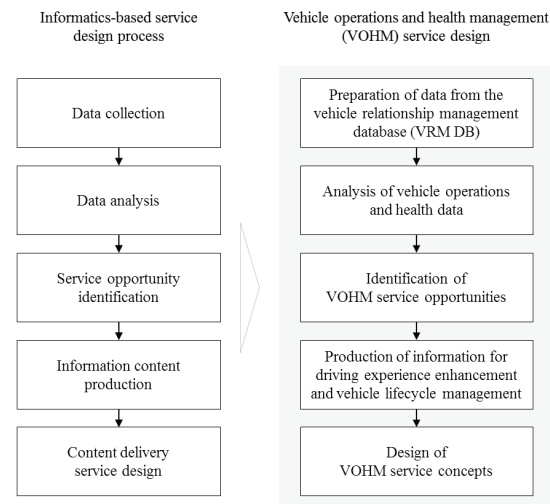 Informatics-based service
design process
Data collection
Data analysis
Service opportunity
identification
Information content
production
Content delivery
service design
Vehicle operations and health management
(VOHM) service design
Preparation of data from the
vehicle relationship management
database (VRM DB)
Analysis of vehicle operations
and health data
Identification of
VOHM service opportunities
Production of information for
driving experience enhancement
and vehicle lifecycle management
Design of
VOHM service concepts